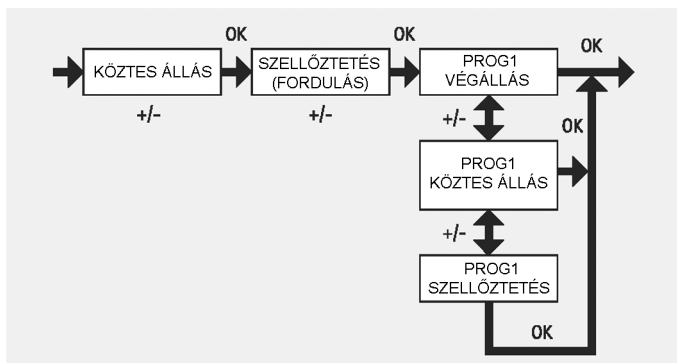 OK
OK
OK
KÖZTES ÁLLÁS
SZELLŐZTETÉS
(FORDULÁS)
PROG1
VÉGÁLLÁS
+/-
+/-
+/-
OK
PROG1
KÖZTES ÁLLÁS
+/-
PROG1
SZELLŐZTETÉS
OK